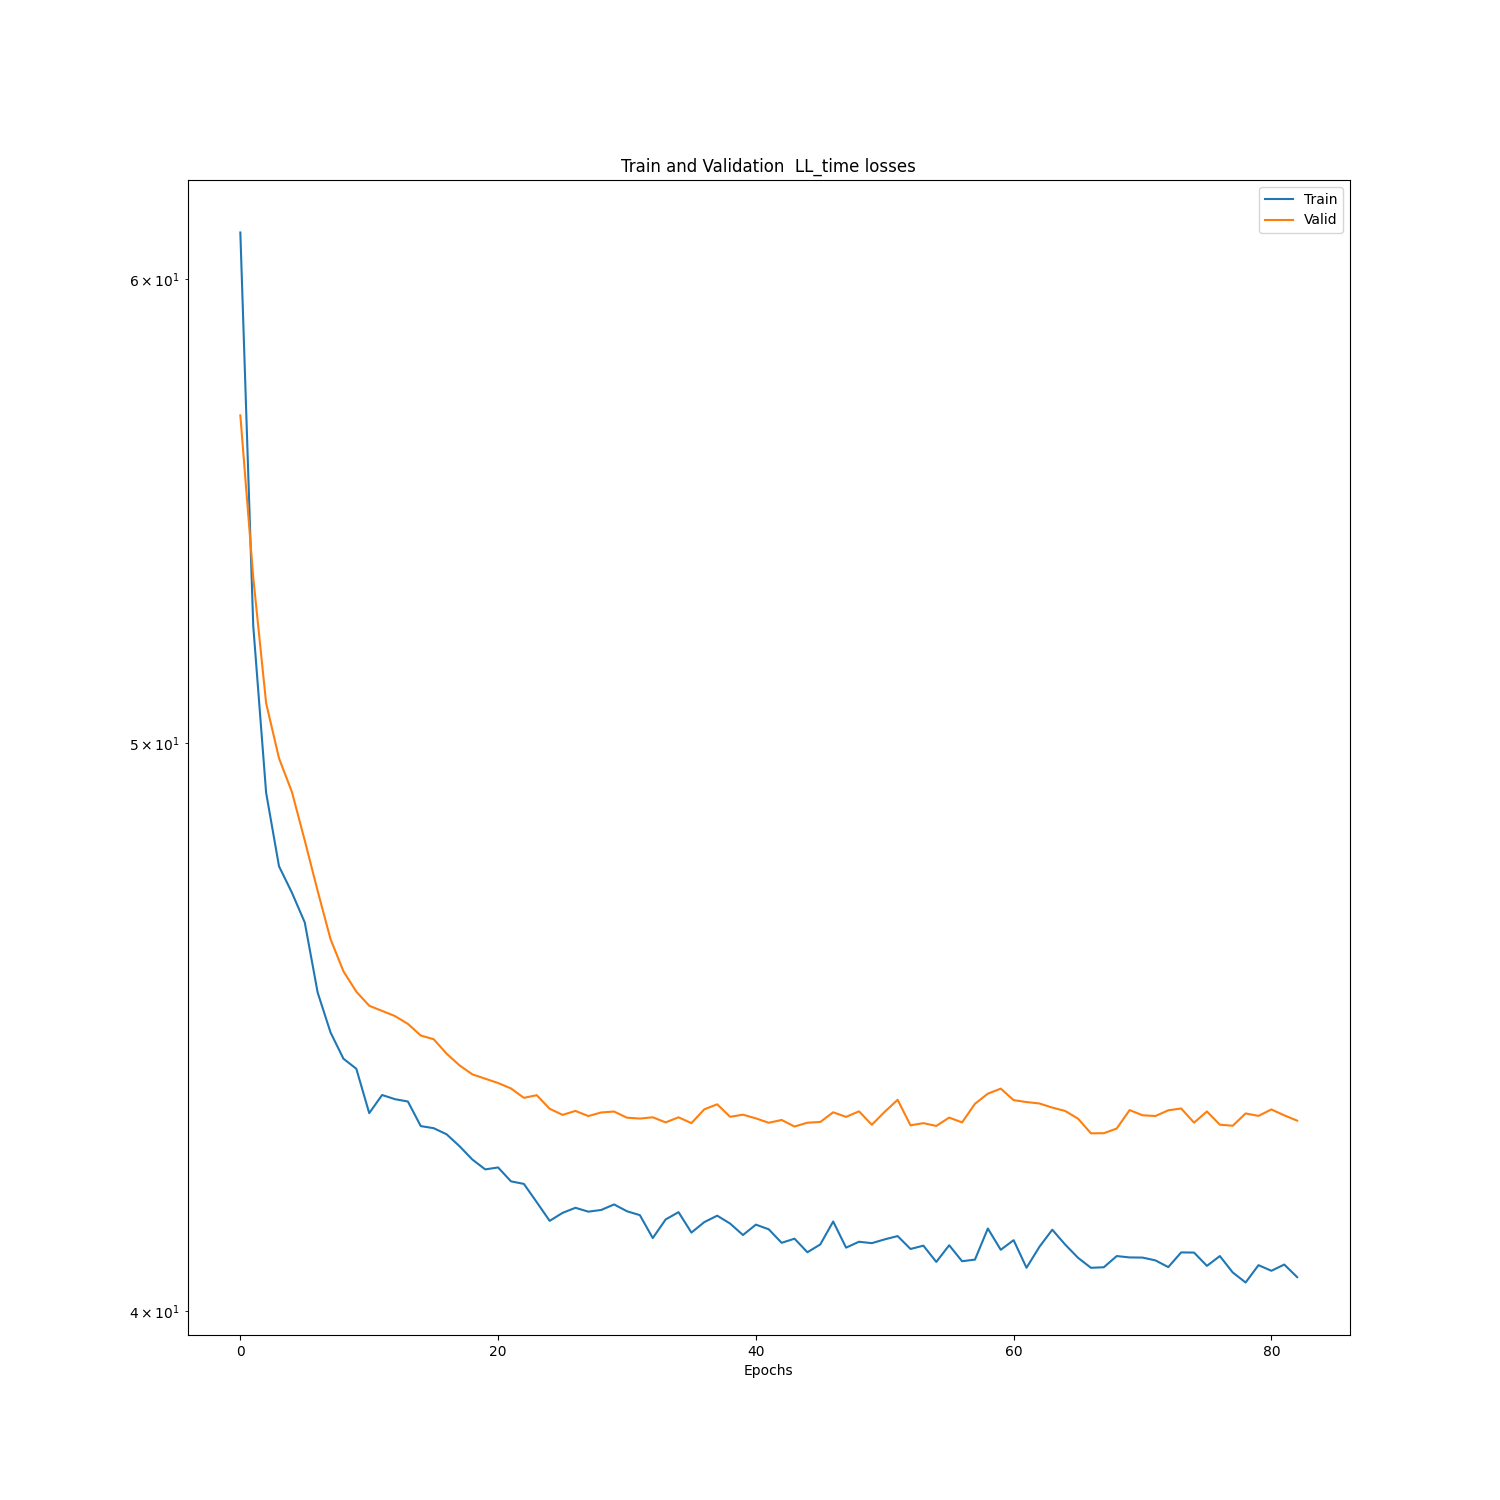 Train and Validation  LL_time losses
Train
Valid
6 × 10¹
5 × 10¹
4 × 10¹
0 20 40 60 80
Epochs